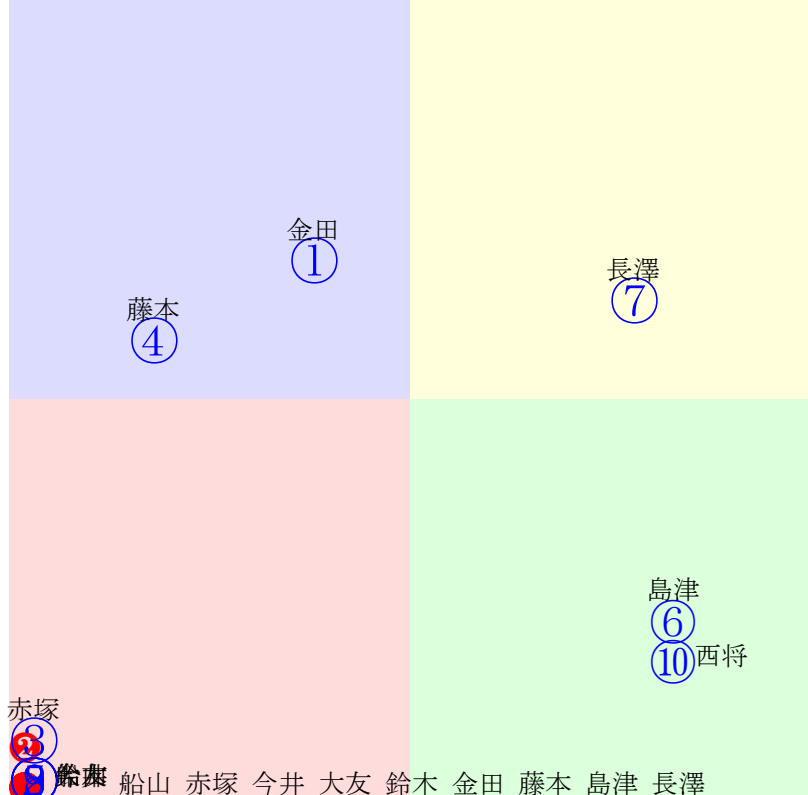 金田
①
長澤
⑦
藤本
④
島津
⑥
⑩西将
赤塚
船山 赤塚 今井 大友 鈴木 金田 藤本 島津 長澤